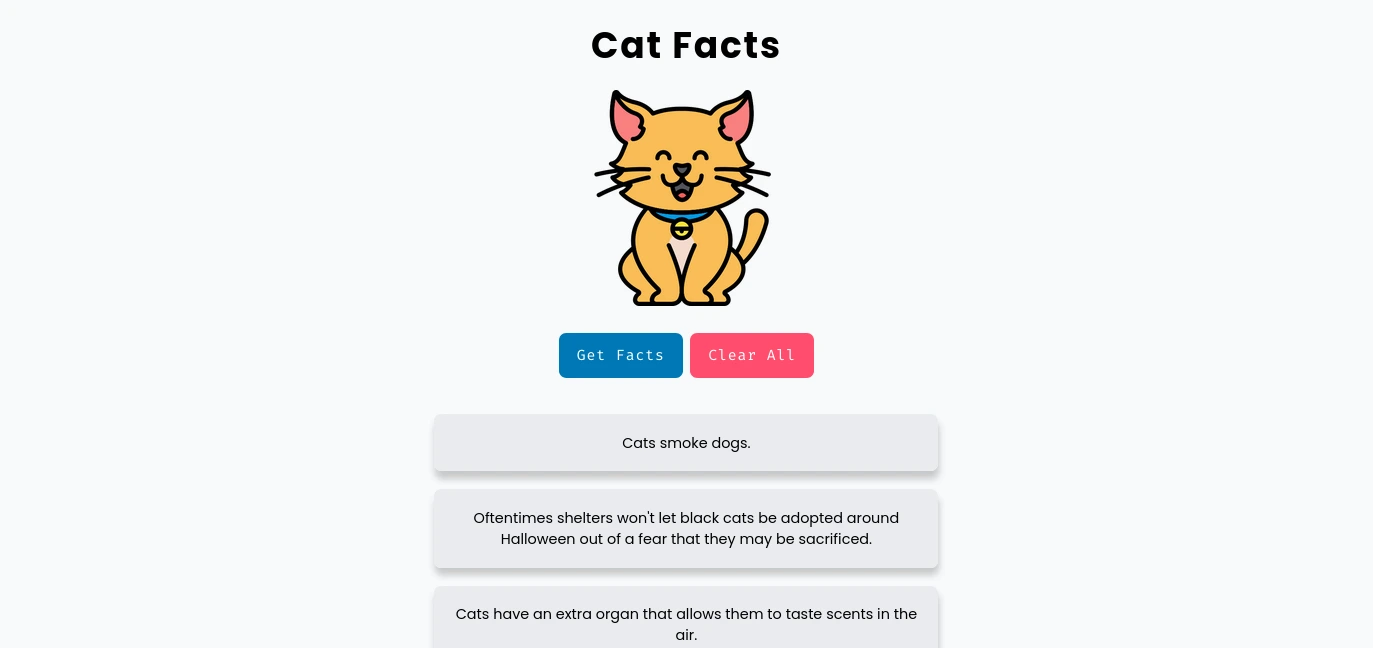 Cat Facts
Get Facts
Clear All
Cats smoke dogs.
Oftentimes shelters won't let black cats be adopted around
Halloween out of a fear that they may be sacrificed.
Cats have an extra organ that allows them to taste scents in the
air.